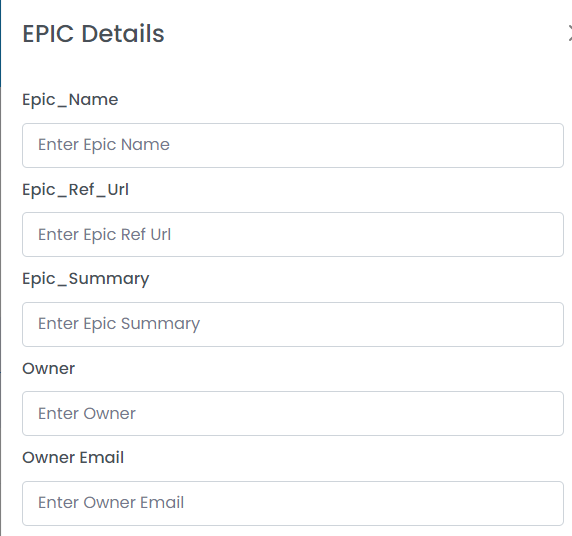 EPIC Details
Epic_Name
Enter Epic Name
Epic_Ref_Url
Enter Epic Ref Url
Epic_Summary
Enter Epic Summary
Owner
Enter Owner
Owner Email
Enter Owner Email